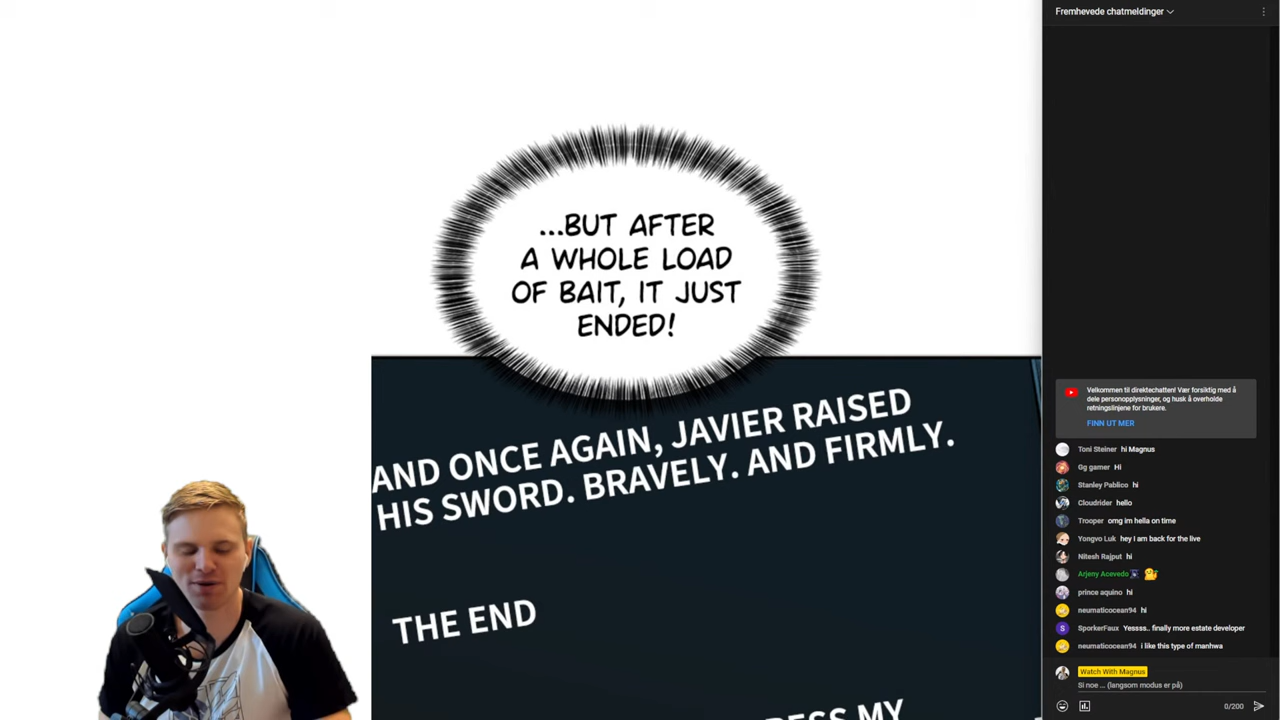 Fremhevede chatmeldinger
...BUT AFTER
A WHOLE LOAD
OF BAIT, IT JUST
ENDED!
AND ONCE AGAIN, JAVIER RAISED
HIS SWORD. BRAVELY. AND FIRMLY.
THE END
MY
Velkommen til direktechatten! Vær forsiktig med å
dele personopplysninger, og husk å overholde
retningslinjene for brukere.
FINN UT MER
Toni Steiner hi Magnus
Gg gamer Hi
Stanley Pablico hi
Cloudrider hello
Trooper omg im hella on time
Yongvo Luk hey I am back for the live
Nitesh Rajput hi
Arjeny Acevedo
prince aquino hi
neumaticocean94 hi
S SporkerFaux Yessss.. finally more estate developer
neumaticocean94 i like this type of manhwa
Watch With Magnus
Si noe ... (langsom modus er på)
0/200